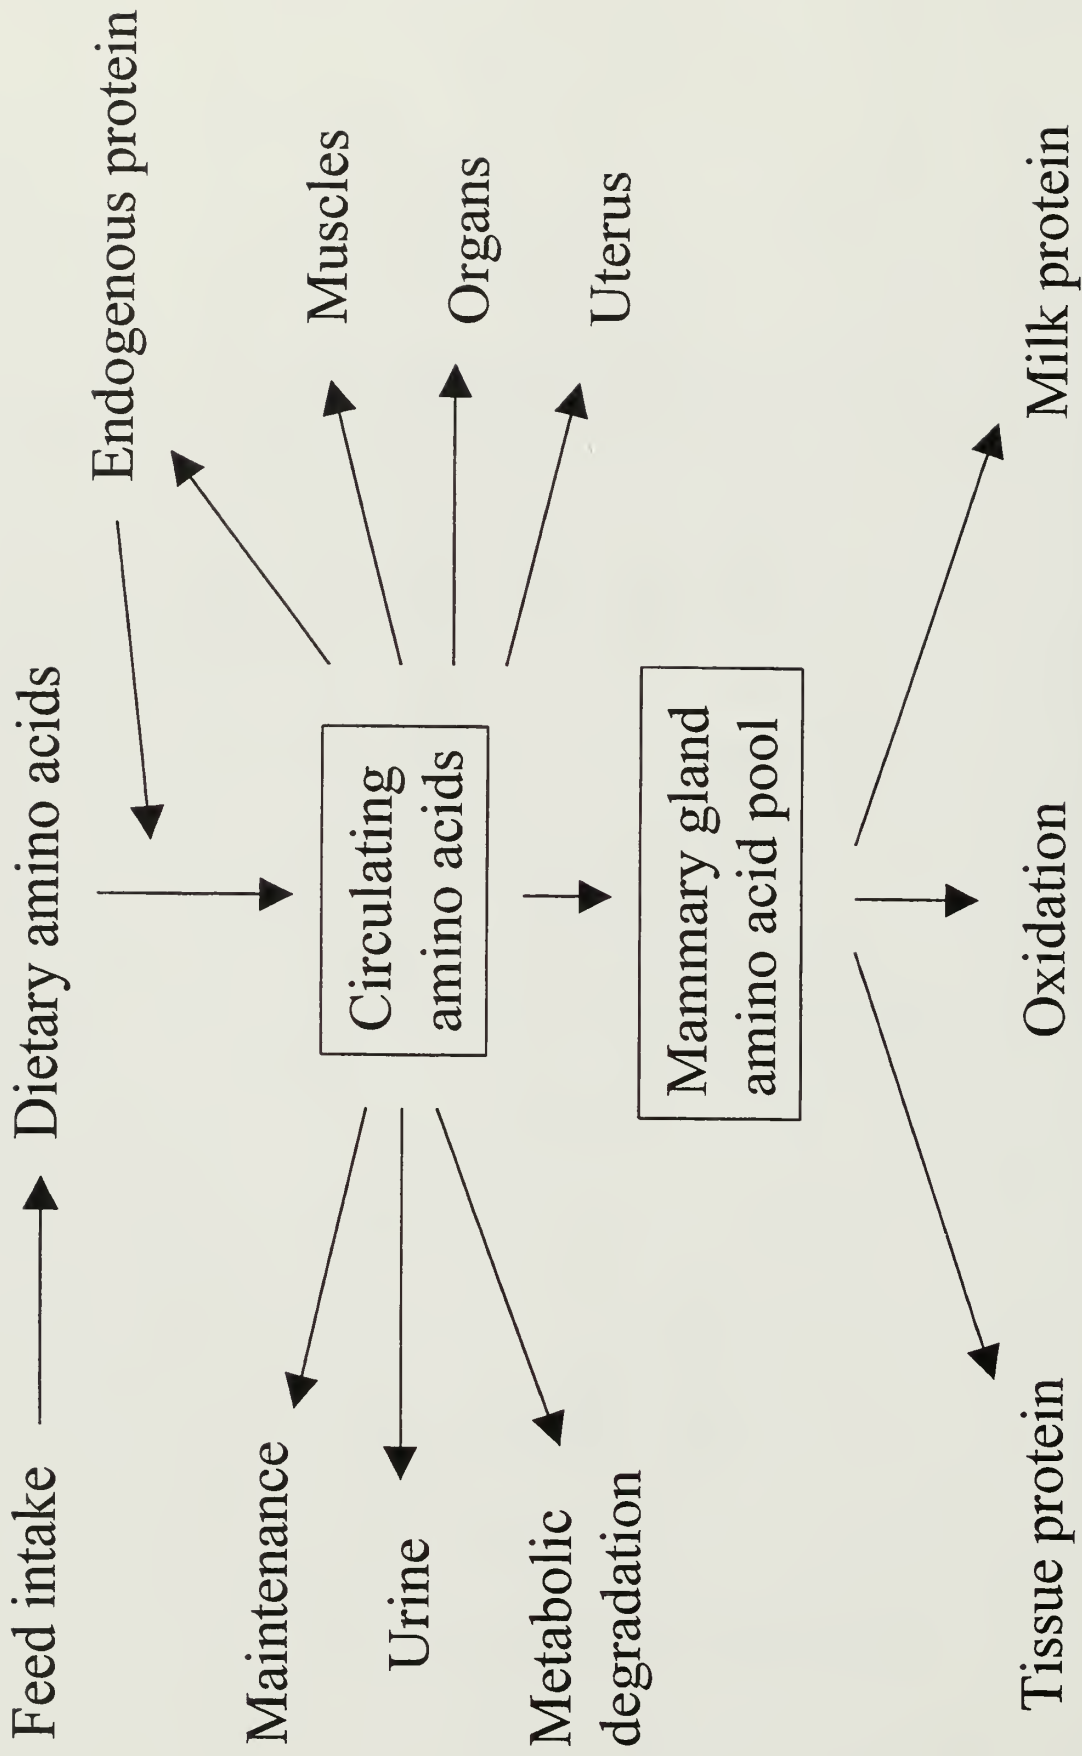 Feed intake
Dietary amino acids
Endogenous protein
Maintenance
Circulating
amino acids
Muscles
Urine
Organs
Metabolic
degradation
Uterus
Mammary gland
amino acid pool
Tissue protein
Oxidation
Milk protein